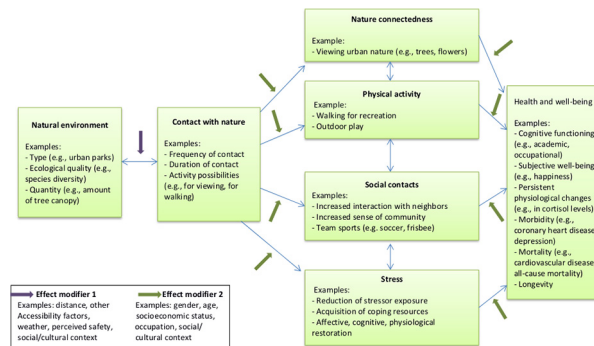 Nature connectedness
Example:
- Viewing urban nature (e.g., trees, flowers)
Physical activity
Example:
- Walking for recreation
- Outdoor play
Natural environment
Examples:
- Type (e.g., urban parks)
- Ecological quality (e.g.,
species diversity)
- Quantity (e.g., amount
of tree canopy)
Contact with nature
Examples:
- Frequency of contact
- Duration of contact
- Activity possibilities
(e.g., for viewing, for
walking)
Social contacts
Examples:
- Increased interaction with neighbors
- Increased sense of community
- Team sports (e.g. soccer, frisbee)
Stress
Examples:
- Reduction of stressor exposure
- Acquisition of coping resources
- Affective, cognitive, physiological
restoration
Health and well-being
Examples:
- Cognitive functioning
(e.g., academic,
occupational)
- Subjective well-being
(e.g., happiness)
- Persistent
physiological changes
(e.g., in cortisol levels)
- Morbidity (e.g.,
coronary heart disease
depression)
- Mortality (e.g.,
cardiovascular disease
all-cause mortality)
- Longevity
Effect modifier 1
Examples: distance, other
Accessibility factors,
weather, perceived safety,
social/cultural context
Effect modifier 2
Examples: gender, age,
socioeconomic status,
occupation, social/
cultural context